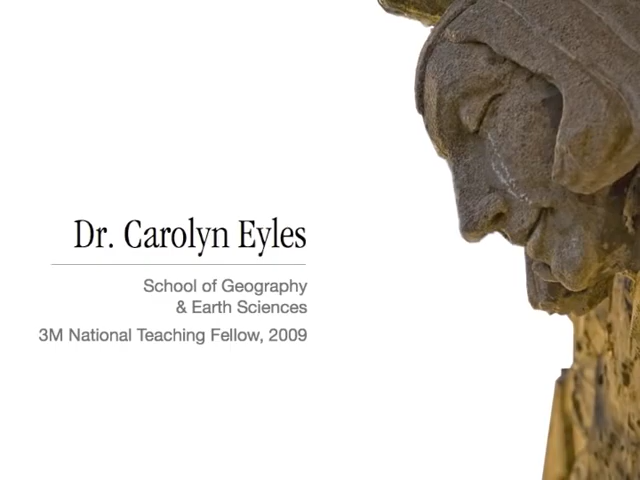 Dr. Carolyn Eyles
School of Geography
& Earth Sciences
3M National Teaching Fellow, 2009